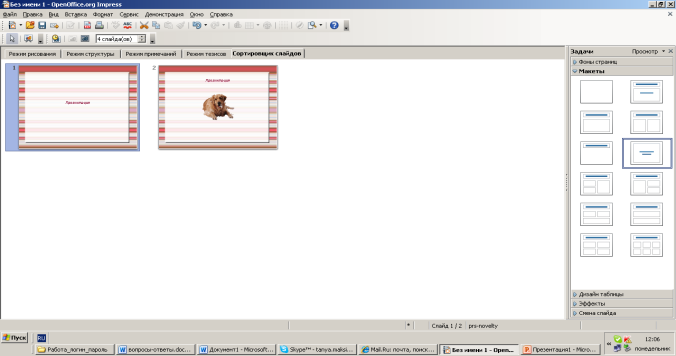 Без имени 1 - OpenOffice.org Impress
Файл Правка Вид Вставка Формат Сервис Демонстрация Окно Справка
4 слайда(ов)
Режим рисования Режим структуры Режим примечаний Режим тезисов Сортировщик слайдов
Задачи Просмотр
Фоны страниц
Макеты
1 2
Презентация
Презентация
Дизайн таблицы
Эффекты
Смена слайда
Слайд 1 / 2 prs-novelty
Пуск RU
Работа_логин_пароль вопросы-ответы.doc... Документ1 - Microsoft... Skype™ - tanya.maksi... Mail.Ru: почта, поиск... Без имени 1 - Open... Презентация1 - Micro...
12:06
понедельник